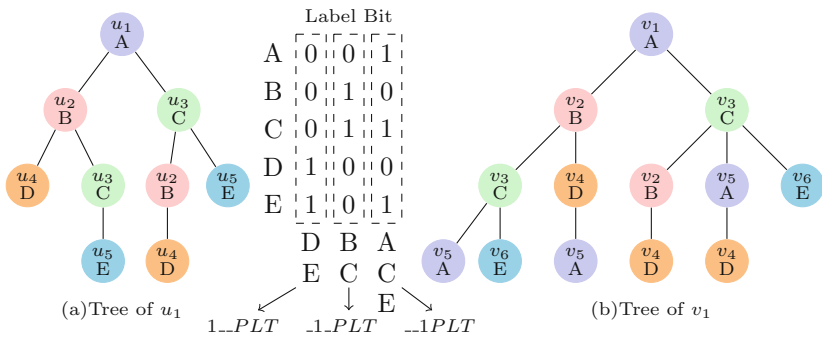 Label Bit
u1
A
u2
B
u3
C
u4
D
u3
C
u2
B
u5
E
u5
E
u4
D
(a)Tree of u1
A 0 0 1
B 0 1 0
C 0 1 1
D 1 0 0
E 1 0 1
D B A
E C C
E
1__PLT _1_PLT __1PLT
v1
A
v2
B
v3
C
v3
C
v4
D
v2
B
v5
A
v6
E
v5
A
v6
E
v5
A
v4
D
v4
D
(b)Tree of v1